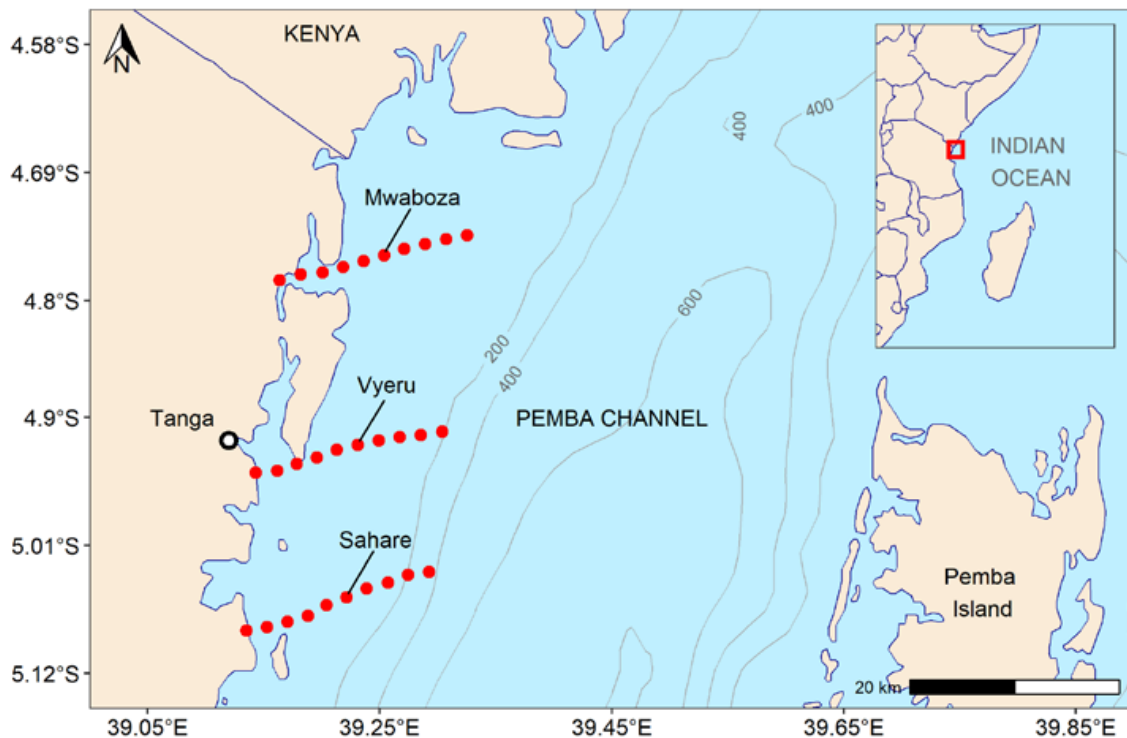 4.58°S
4.69°S
4.8°S
4.9°S
5.01°S
5.12°S
N
KENYA
400
400
INDIAN
OCEAN
Mwaboza
600
200
400
Vyeru
Tanga
PEMBA CHANNEL
Sahare
Pemba
Island
20 km
39.05°E
39.25°E
39.45°E
39.65°E
39.85°E